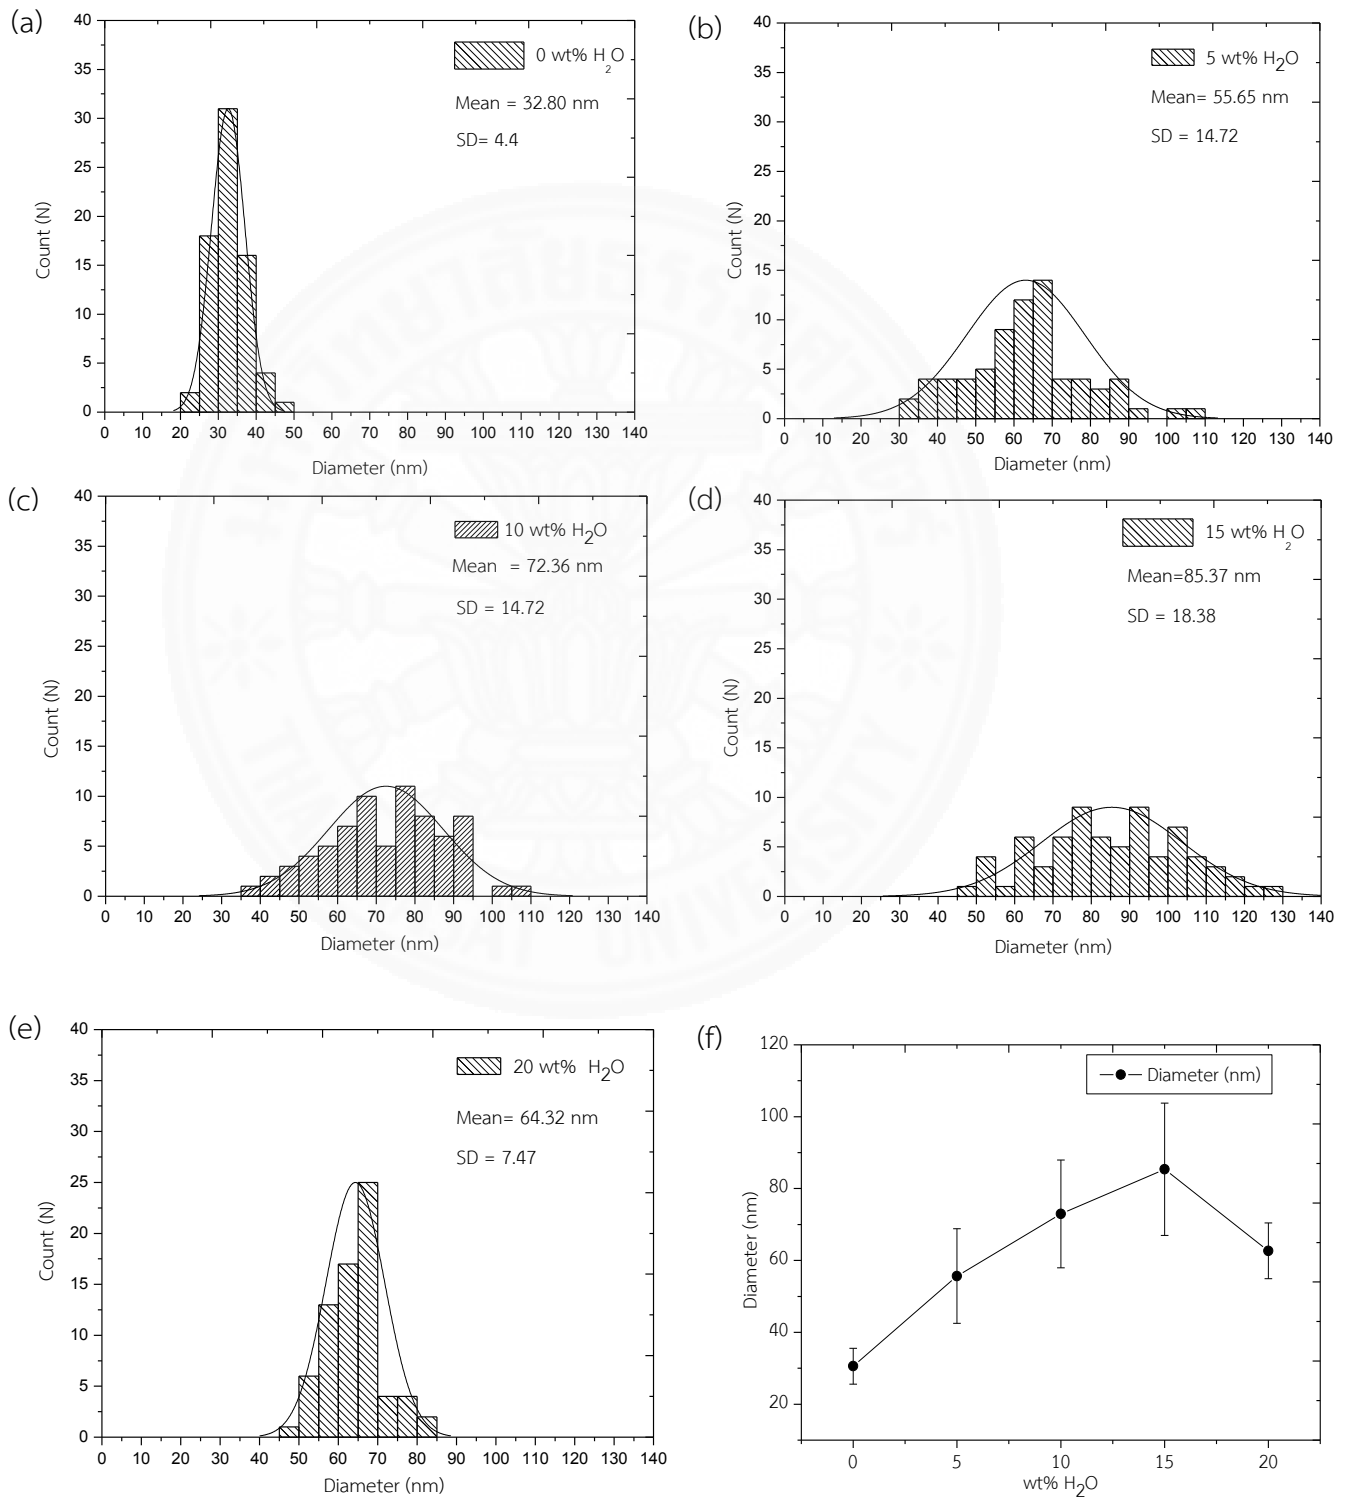 (a)
40
35
30
25
20
15
10
5
0
Count (N)
0 wt% H2O
Mean = 32.80 nm
SD= 4.4
0 10 20 30 40 50 60 70 80 90 100 110 120 130 140
Diameter (nm)
(b)
40
35
30
25
20
15
10
5
0
Count (N)
5 wt% H2O
Mean= 55.65 nm
SD = 14.72
0 10 20 30 40 50 60 70 80 90 100 110 120 130 140
Diameter (nm)
(c)
40
35
30
25
20
15
10
5
0
Count (N)
10 wt% H2O
Mean = 72.36 nm
SD = 14.72
0 10 20 30 40 50 60 70 80 90 100 110 120 130 140
Diameter (nm)
(d)
40
35
30
25
20
15
10
5
0
Count (N)
15 wt% H2O
Mean=85.37 nm
SD = 18.38
0 10 20 30 40 50 60 70 80 90 100 110 120 130 140
Diameter (nm)
(e)
40
35
30
25
20
15
10
5
0
Count (N)
20 wt% H2O
Mean= 64.32 nm
SD = 7.47
0 10 20 30 40 50 60 70 80 90 100 110 120 130 140
Diameter (nm)
(f)
120
100
80
60
40
20
Diameter (nm)
Diameter (nm)
0 5 10 15 20
wt% H2O